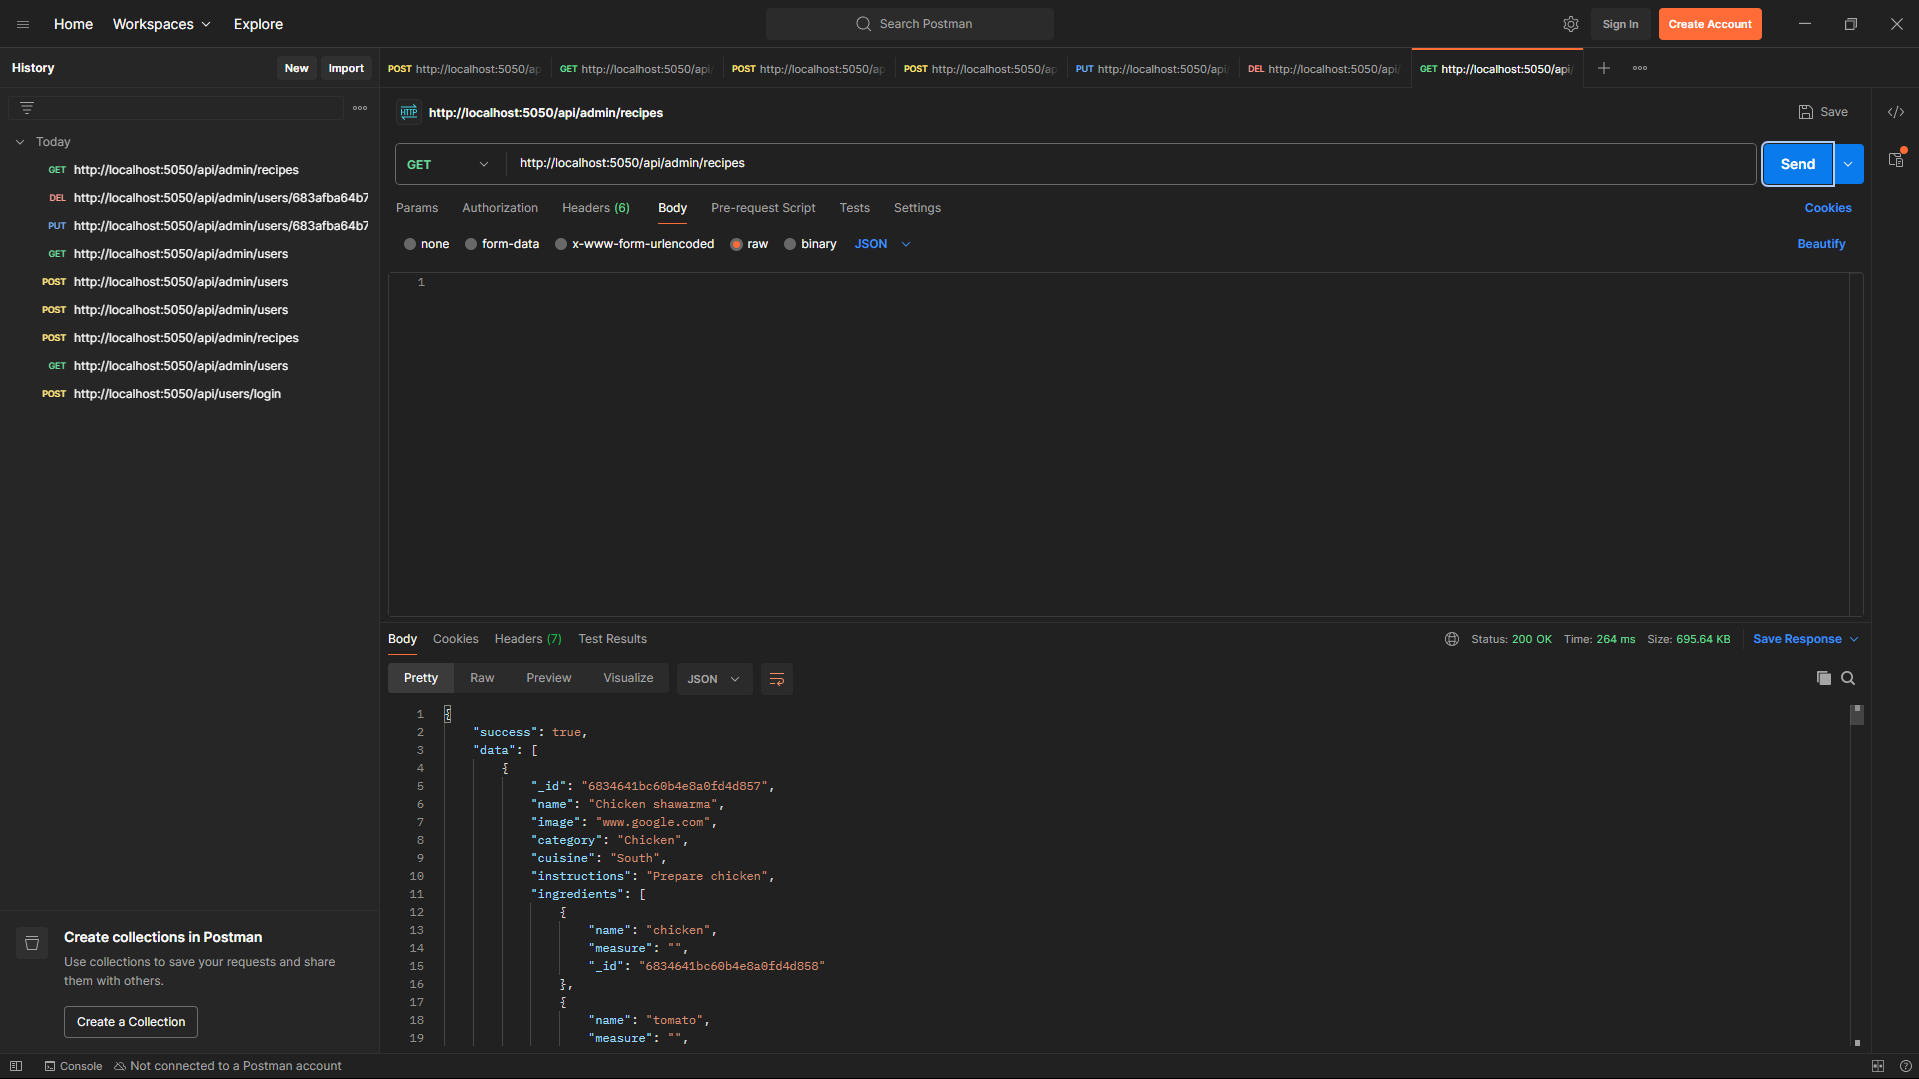 Home Workspaces Explore Search Postman Sign In Create Account
History New Import
POST http://localhost:5050/ap GET http://localhost:5050/api/ POST http://localhost:5050/ap POST http://localhost:5050/ap PUT http://localhost:5050/api/ DEL http://localhost:5050/api/ GET http://localhost:5050/api/
HTTP http://localhost:5050/api/admin/recipes Save
Today
GET http://localhost:5050/api/admin/recipes
DEL http://localhost:5050/api/admin/users/683afba64b7
PUT http://localhost:5050/api/admin/users/683afba64b7
GET http://localhost:5050/api/admin/users
POST http://localhost:5050/api/admin/users
POST http://localhost:5050/api/admin/users
POST http://localhost:5050/api/admin/recipes
GET http://localhost:5050/api/admin/users
POST http://localhost:5050/api/users/login
GET http://localhost:5050/api/admin/recipes Send
Params Authorization Headers (6) Body Pre-request Script Tests Settings Cookies
none form-data x-www-form-urlencoded raw binary JSON Beautify
1
Body Cookies Headers (7) Test Results Status: 200 OK Time: 264 ms Size: 695.64 KB Save Response
Pretty Raw Preview Visualize JSON
1 {
2 "success": true,
3 "data": [
4 {
5 "_id": "6834641bc60b4e8a0fd4d857",
6 "name": "Chicken shawarma",
7 "image": "www.google.com",
8 "category": "Chicken",
9 "cuisine": "South",
10 "instructions": "Prepare chicken",
11 "ingredients": [
12 {
13 "name": "chicken",
14 "measure": "",
15 "_id": "6834641bc60b4e8a0fd4d858"
16 },
17 {
18 "name": "tomato",
19 "measure": "",
Create collections in Postman
Use collections to save your requests and share
them with others.
Create a Collection
Console Not connected to a Postman account